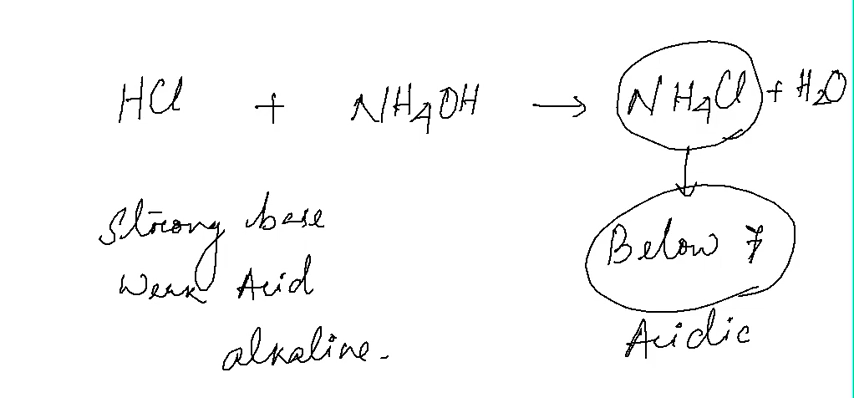 HCl + NH4OH → NH4Cl + H2O
Strong base
Below 7
Weak Acid
Acidic
alkaline.